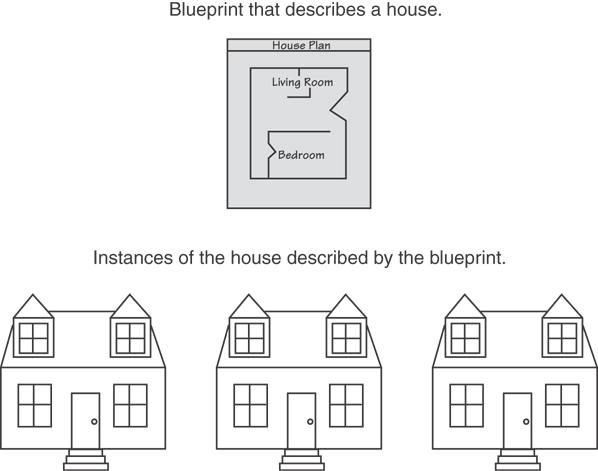 Blueprint that describes a house.
House Plan
Living Room
Bedroom
Instances of the house described by the blueprint.